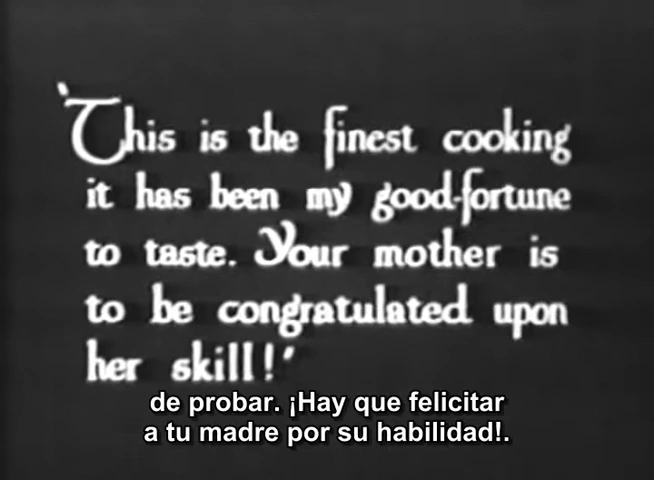 'This is the finest cooking
it has been my good-fortune
to taste. Your mother is
to be congratulated upon
her skill!'
de probar. ¡Hay que felicitar
a tu madre por su habilidad!.